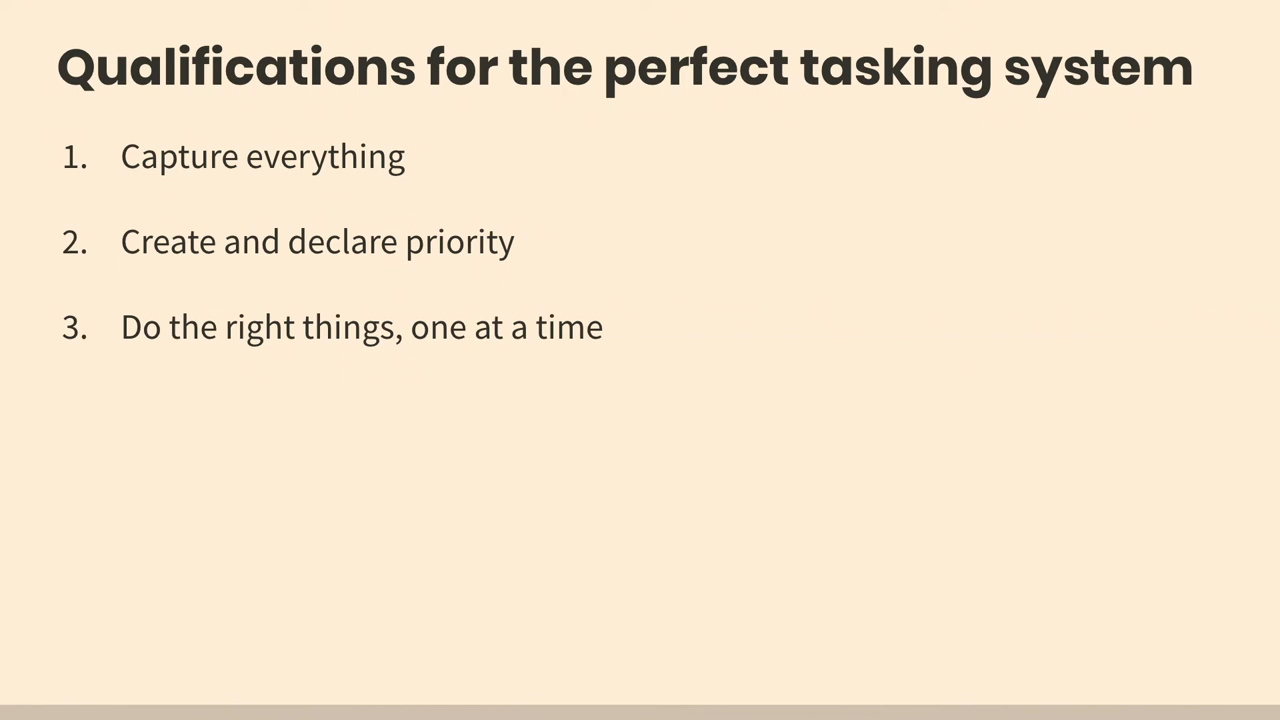 Qualifications for the perfect tasking system
1. Capture everything
2. Create and declare priority
3. Do the right things, one at a time